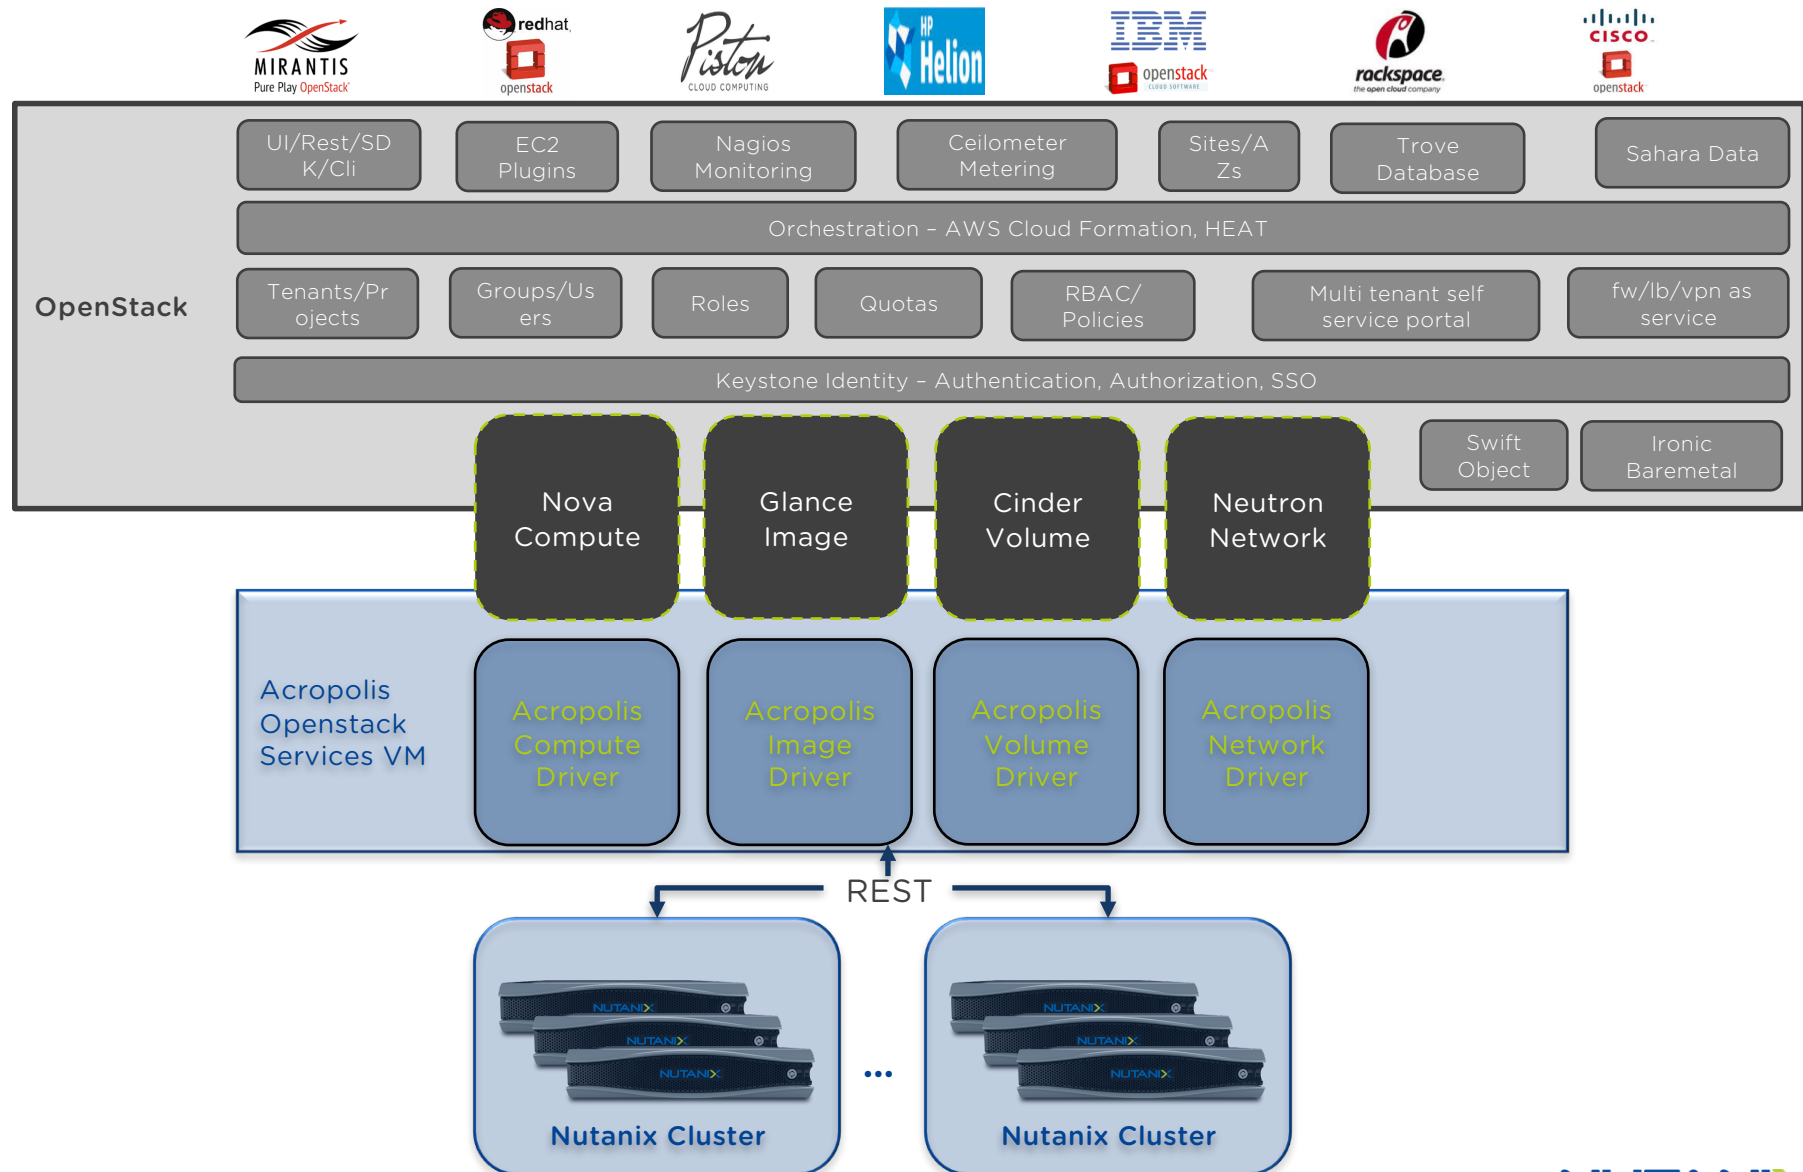 MIRANTIS
Pure Play OpenStack
redhat
openstack
Piston
CLOUD COMPUTING
HP
Helion
IBM
openstack
CLOUD SOFTWARE
rackspace
the open cloud company
CISCO
openstack
UI/Rest/SD
K/Cli
EC2
Plugins
Nagios
Monitoring
Ceilometer
Metering
Sites/A
Zs
Trove
Database
Sahara Data
Orchestration – AWS Cloud Formation, HEAT
OpenStack
Tenants/Pr
ojects
Groups/Us
ers
Roles
Quotas
RBAC/
Policies
Multi tenant self
service portal
fw/lb/vpn as
service
Keystone Identity – Authentication, Authorization, SSO
Nova
Compute
Glance
Image
Cinder
Volume
Neutron
Network
Swift
Object
Ironic
Baremetal
Acropolis
Openstack
Services VM
Acropolis
Compute
Driver
Acropolis
Image
Driver
Acropolis
Volume
Driver
Acropolis
Network
Driver
REST
NUTANIX
NUTANIX
NUTANIX
Nutanix Cluster
...
NUTANIX
NUTANIX
NUTANIX
Nutanix Cluster